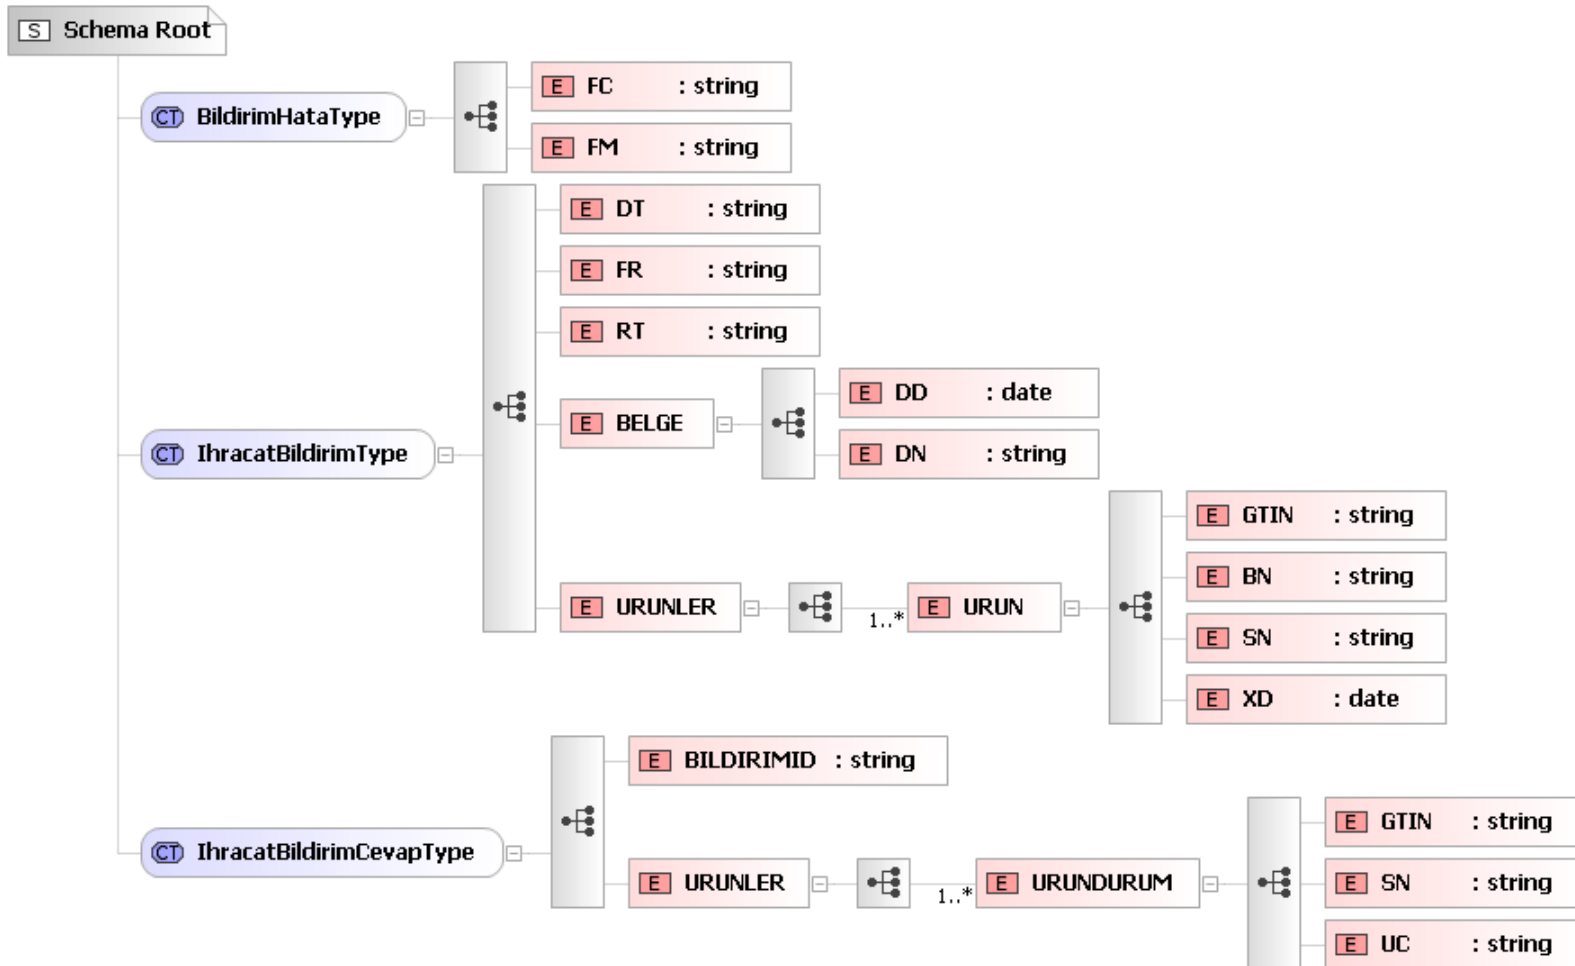 S Schema Root
CT BildirimHataType
E FC : string
E FM : string
CT IhracatBildirimType
E DT : string
E FR : string
E RT : string
E BELGE
E DD : date
E DN : string
E URUNLER
1..* E URUN
E GTIN : string
E BN : string
E SN : string
E XD : date
CT IhracatBildirimCevapType
E BILDIRIMID : string
E URUNLER
1..* E URUNDURUM
E GTIN : string
E SN : string
E UC : string